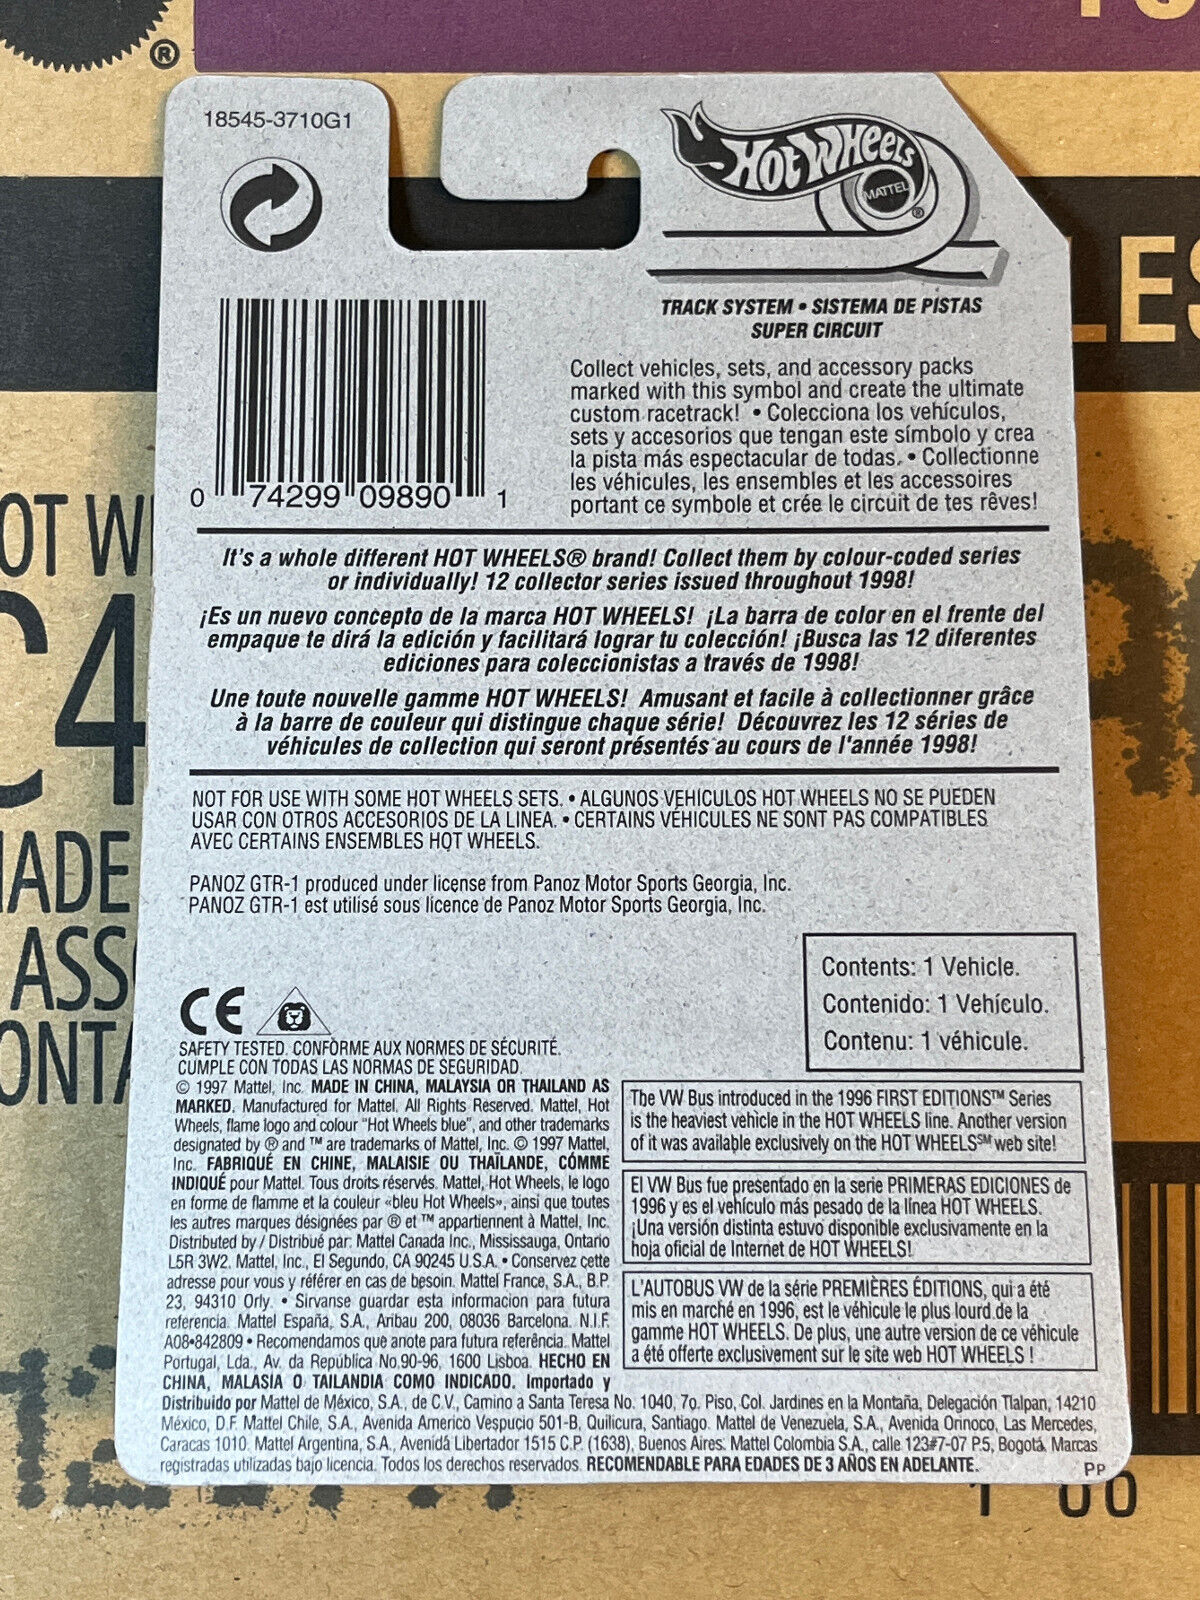 ®
18545-3710G1
HOT WHEELS
MATTEL
®
TRACK SYSTEM • SISTEMA DE PISTAS
SUPER CIRCUIT
Collect vehicles, sets, and accessory packs
marked with this symbol and create the ultimate
custom racetrack! • Colecciona los vehículos,
sets y accesorios que tengan este símbolo y crea
la pista más espectacular de todas. • Collectionne
les véhicules, les ensembles et les accessoires
portant ce symbole et crée le circuit de tes rêves!
0 74299 09890 1
It's a whole different HOT WHEELS® brand! Collect them by colour-coded series
or individually! 12 collector series issued throughout 1998!
¡Es un nuevo concepto de la marca HOT WHEELS! ¡La barra de color en el frente del
empaque te dirá la edición y facilitará lograr tu colección! ¡Busca las 12 diferentes
ediciones para coleccionistas a través de 1998!
Une toute nouvelle gamme HOT WHEELS! Amusant et facile à collectionner grâce
à la barre de couleur qui distingue chaque série! Découvrez les 12 séries de
véhicules de collection qui seront présentés au cours de l'année 1998!
NOT FOR USE WITH SOME HOT WHEELS SETS. • ALGUNOS VEHICULOS HOT WHEELS NO SE PUEDEN
USAR CON OTROS ACCESORIOS DE LA LINEA. • CERTAINS VÉHICULES NE SONT PAS COMPATIBLES
AVEC CERTAINS ENSEMBLES HOT WHEELS.
PANOZ GTR-1 produced under license from Panoz Motor Sports Georgia, Inc.
PANOZ GTR-1 est utilisé sous licence de Panoz Motor Sports Georgia, Inc.
Contents: 1 Vehicle.
Contenido: 1 Vehículo.
Contenu: 1 véhicule.
CE
SAFETY TESTED. CONFORME AUX NORMES DE SÉCURITÉ.
CUMPLE CON TODAS LAS NORMAS DE SEGURIDAD.
© 1997 Mattel, Inc. MADE IN CHINA, MALAYSIA OR THAILAND AS
MARKED. Manufactured for Mattel. All Rights Reserved. Mattel, Hot
Wheels, flame logo and colour "Hot Wheels blue", and other trademarks
designated by ® and ™ are trademarks of Mattel, Inc. © 1997 Mattel,
Inc. FABRIQUÉ EN CHINE, MALAISIE OU THAÏLANDE, COMME
INDIQUÉ pour Mattel. Tous droits réservés. Mattel, Hot Wheels, le logo
en forme de flamme et la couleur «bleu Hot Wheels», ainsi que toutes
les autres marques désignées par ® et ™ appartiennent à Mattel, Inc.
Distributed by / Distribué par: Mattel Canada Inc., Mississauga, Ontario
L5R 3W2. Mattel, Inc., El Segundo, CA 90245 U.S.A. • Conservez cette
adresse pour vous y référer en cas de besoin. Mattel France, S.A., B.P.
23, 94310 Orly. • Sirvanse guardar esta informacion para futura
referencia. Mattel España, S.A., Aribau 200, 08036 Barcelona. N.I.F.
A08•842809 • Recomendamos que anote para futura referência. Mattel
Portugal, Lda., Av. da República No.90-96, 1600 Lisboa. HECHO EN
CHINA, MALASIA O TAILANDIA COMO INDICADO. Importado y
Distribuido por Mattel de México, S.A., de C.V., Camino a Santa Teresa No. 1040, 7o. Piso, Col. Jardines en la Montaña, Delegación Tlalpan, 14210
México, D.F. Mattel Chile, S.A., Avenida Americo Vespucio 501-B, Quilicura, Santiago. Mattel de Venezuela, S.A., Avenida Orinoco, Las Mercedes,
Caracas 1010. Mattel Argentina, S.A., Avenida Libertador 1515 C.P. (1638), Buenos Aires. Mattel Colombia S.A., calle 123#7-07 P.5, Bogotá. Marcas
registradas utilizadas bajo licencia. Todos los derechos reservados. RECOMENDABLE PARA EDADES DE 3 AÑOS EN ADELANTE.
The VW Bus introduced in the 1996 FIRST EDITIONS™ Series
is the heaviest vehicle in the HOT WHEELS line. Another version
of it was available exclusively on the HOT WHEELS℠ web site!
El VW Bus fue presentado en la serie PRIMERAS EDICIONES de
1996 y es el vehículo más pesado de la línea HOT WHEELS.
¡Una versión distinta estuvo disponible exclusivamente en la
hoja oficial de Internet de HOT WHEELS!
L'AUTOBUS VW de la série PREMIÈRES ÉDITIONS, qui a été
mis en marché en 1996, est le véhicule le plus lourd de la
gamme HOT WHEELS. De plus, une autre version de ce véhicule
a été offerte exclusivement sur le site web HOT WHEELS !
PP
OT W
C4
ADE
ASS
ONTA
LES